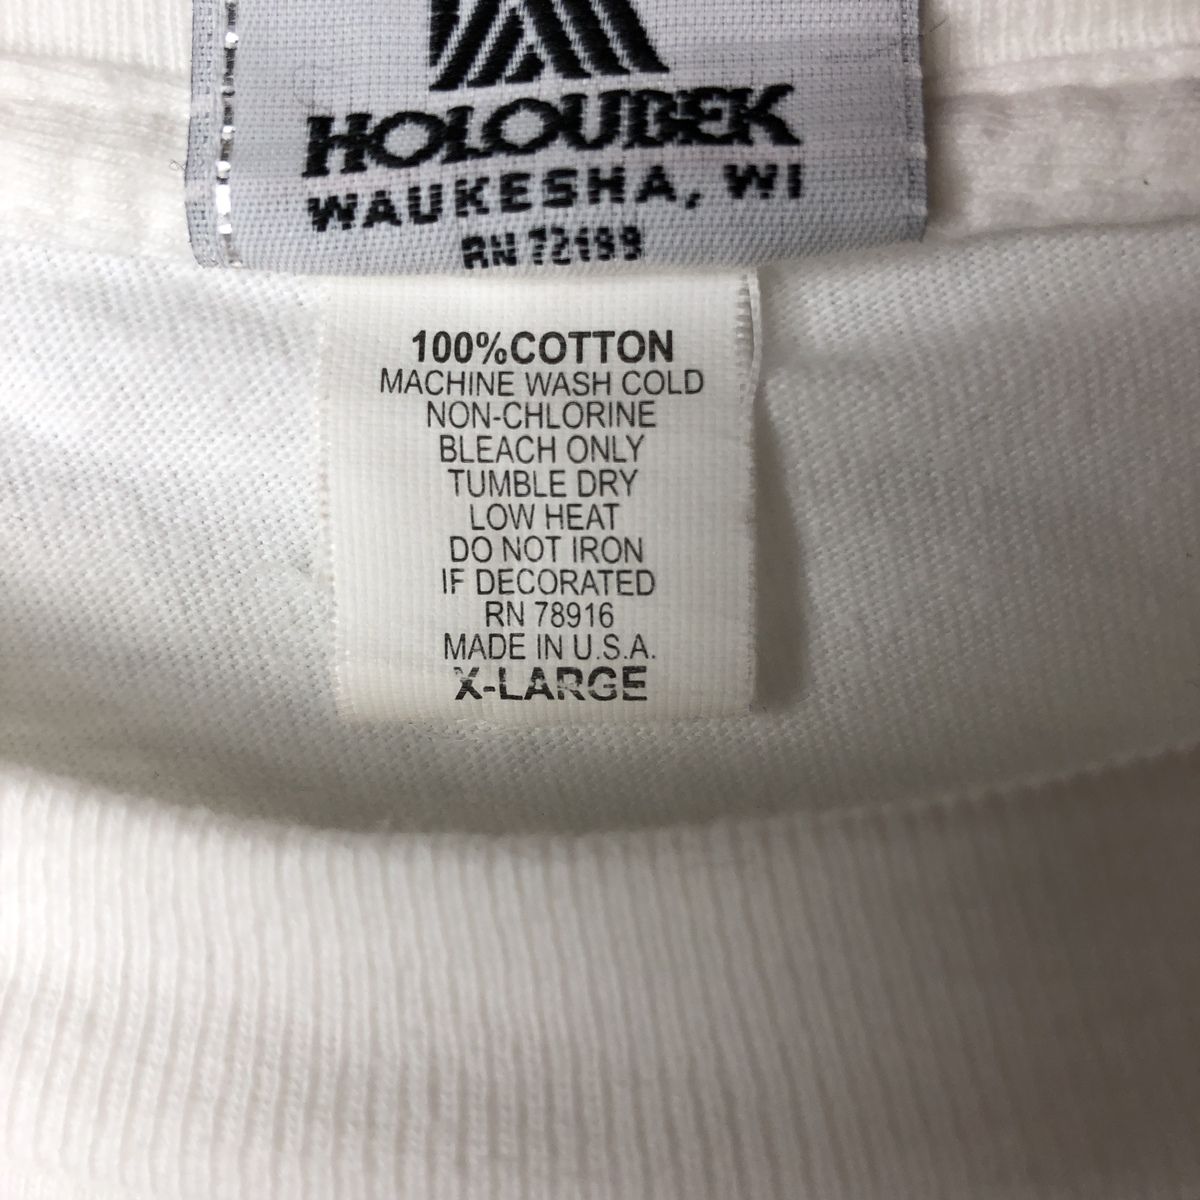 HOLOUBEK
WAUKESHA, WI
RN 72199
100%COTTON
MACHINE WASH COLD
NON-CHLORINE
BLEACH ONLY
TUMBLE DRY
LOW HEAT
DO NOT IRON
IF DECORATED
RN 78916
MADE IN U.S.A.
X-LARGE